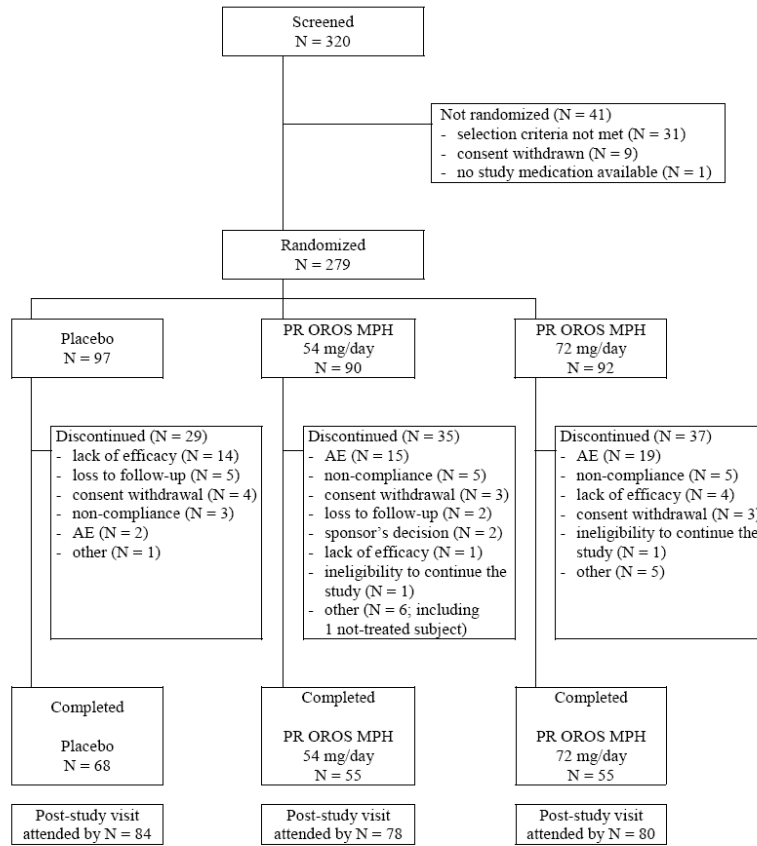 Screened
N = 320
Not randomized (N = 41)
- selection criteria not met (N = 31)
- consent withdrawn (N = 9)
- no study medication available (N = 1)
Randomized
N = 279
Placebo
N = 97
PR OROS MPH
54 mg/day
N = 90
PR OROS MPH
72 mg/day
N = 92
Discontinued (N = 29)
- lack of efficacy (N = 14)
- loss to follow-up (N = 5)
- consent withdrawal (N = 4)
- non-compliance (N = 3)
- AE (N = 2)
- other (N = 1)
Discontinued (N = 35)
- AE (N = 15)
- non-compliance (N = 5)
- consent withdrawal (N = 3)
- loss to follow-up (N = 2)
- sponsor's decision (N = 2)
- lack of efficacy (N = 1)
- ineligibility to continue the
study (N = 1)
- other (N = 6; including
1 not-treated subject)
Discontinued (N = 37)
- AE (N = 19)
- non-compliance (N = 5)
- lack of efficacy (N = 4)
- consent withdrawal (N = 3)
- ineligibility to continue the
study (N = 1)
- other (N = 5)
Completed
Placebo
N = 68
Completed
PR OROS MPH
54 mg/day
N = 55
Completed
PR OROS MPH
72 mg/day
N = 55
Post-study visit
attended by N = 84
Post-study visit
attended by N = 78
Post-study visit
attended by N = 80